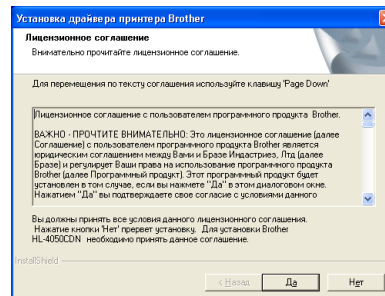 Установка драйвера принтера Brother
Лицензионное соглашение
Внимательно прочитайте лицензионное соглашение.
Для перемещения по тексту соглашения используйте клавишу 'Page Down'
Лицензионное соглашение с пользователем программного продукта Brother.
ВАЖНО - ПРОЧТИТЕ ВНИМАТЕЛЬНО: Это лицензионное соглашение (далее
Соглашение) с пользователем программного продукта Brother является
юридическим соглашением между Вами и Бразе Индастриез, Лтд (далее
Бразе) и регулирует Ваши права на использование программного продукта
Brother (далее Программный продукт). Этот программный продукт будет
установлен в том случае, если вы нажмете "Да" в этом диалоговом окне.
Нажатием "Да" вы подтверждаете свое согласие с условиями данного
Вы должны принять все условия данного лицензионного соглашения.
Нажатие кнопки 'Нет' прервет установку. Для установки Brother
HL-4050CDN необходимо принять данное соглашение.
InstallShield
< Назад
Да
Нет